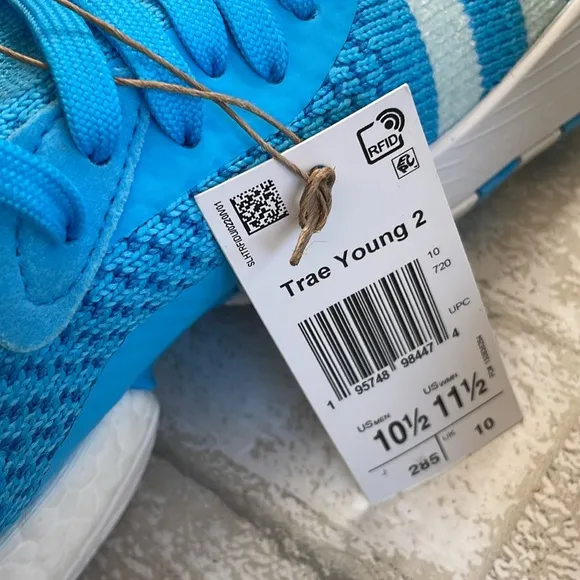 RFID
SLHTRFIDUI0220IV01
Trae Young 2
10
720
UPC
1 95748 98447 4
US MEN
10½
US WMN
11½
J
285
UK
10